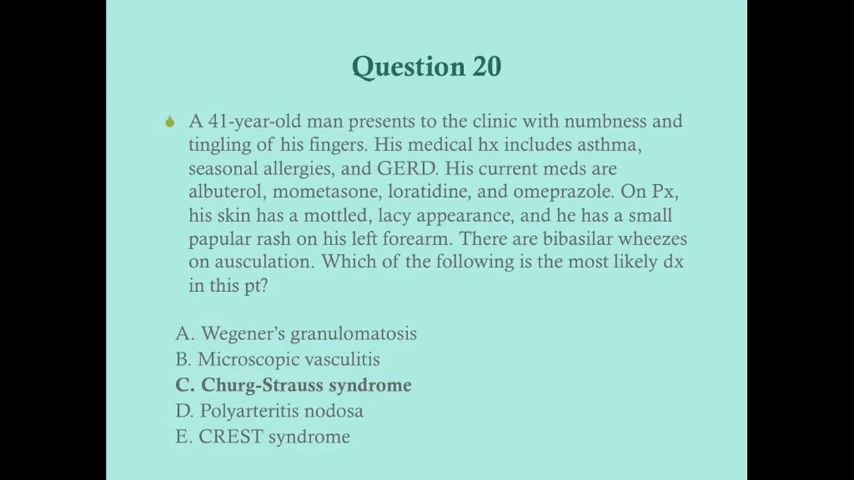 Question 20
A 41-year-old man presents to the clinic with numbness and
tingling of his fingers. His medical hx includes asthma,
seasonal allergies, and GERD. His current meds are
albuterol, mometasone, loratidine, and omeprazole. On Px,
his skin has a mottled, lacy appearance, and he has a small
papular rash on his left forearm. There are bibasilar wheezes
on ausculation. Which of the following is the most likely dx
in this pt?
A. Wegener's granulomatosis
B. Microscopic vasculitis
C. Churg-Strauss syndrome
D. Polyarteritis nodosa
E. CREST syndrome